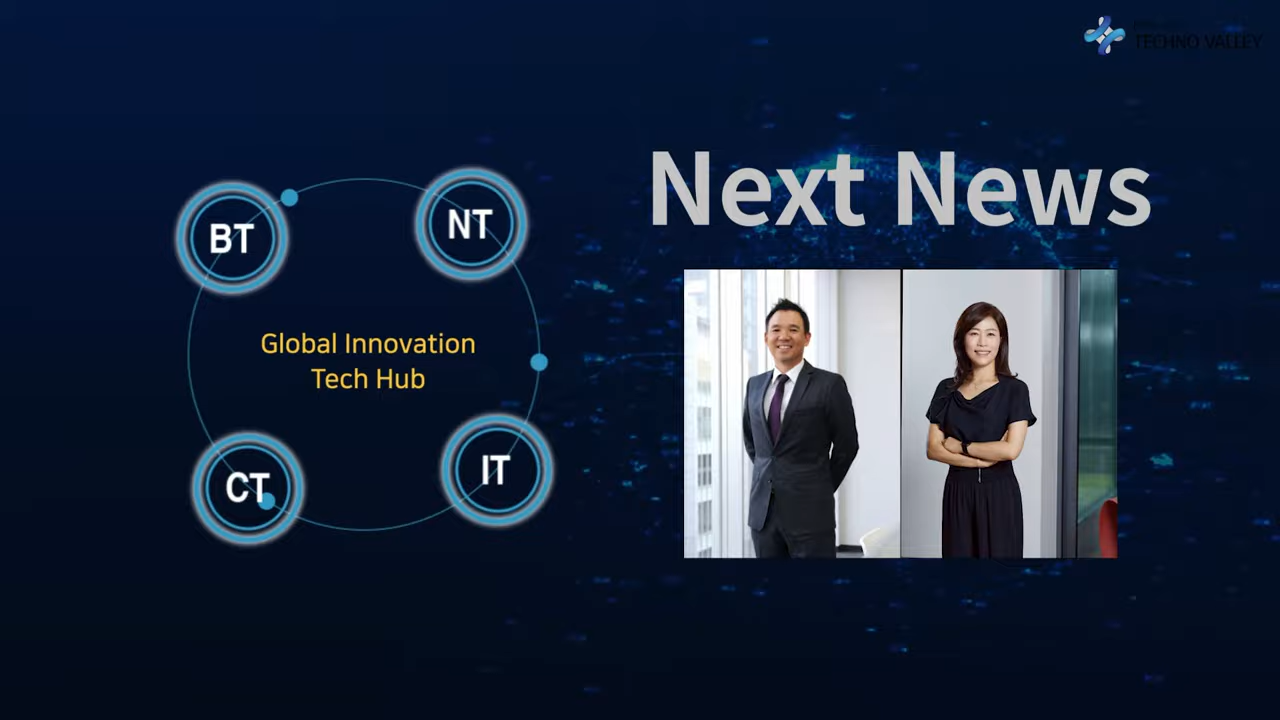 TECHNO VALLEY
BT
NT
Global Innovation
Tech Hub
CT
IT
Next News